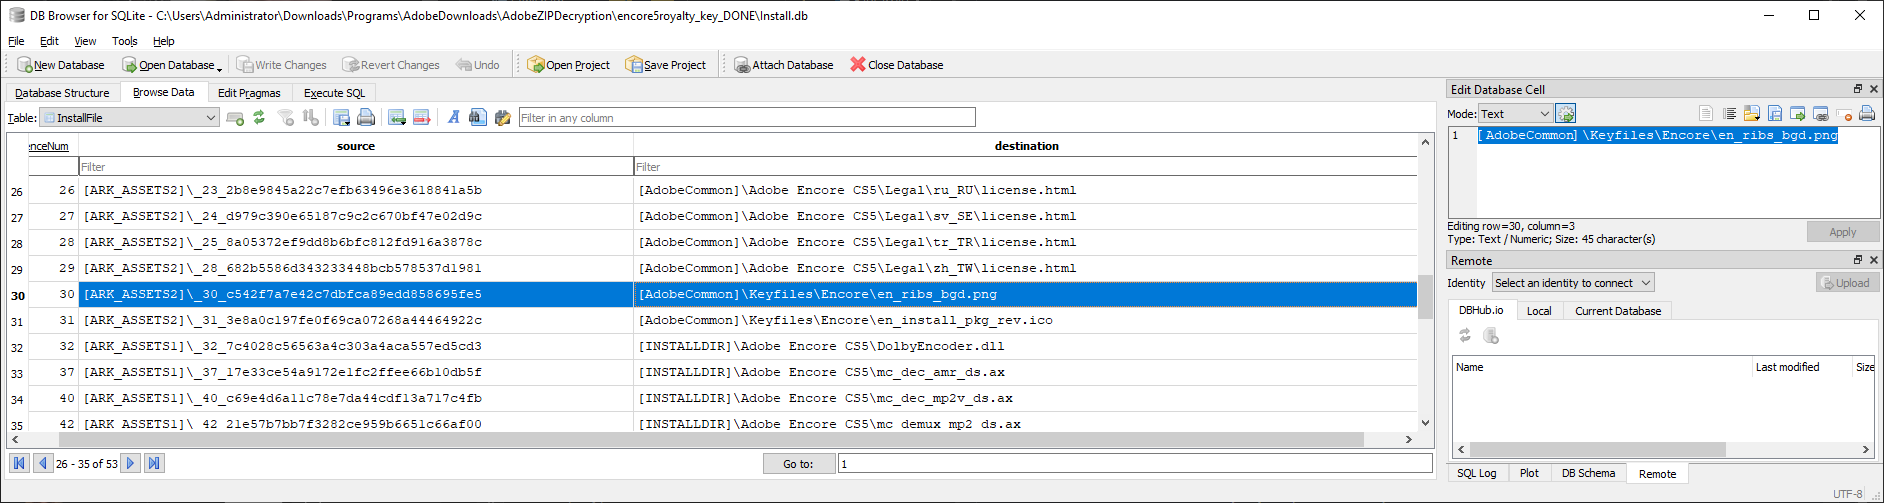 DB Browser for SQLite - C:\Users\Administrator\Downloads\Programs\AdobeDownloads\AdobeZIPDecryption\encore5royalty_key_DONE\Install.db
File Edit View Tools Help
New Database Open Database Write Changes Revert Changes Undo Open Project Save Project Attach Database Close Database
Database Structure Browse Data Edit Pragmas Execute SQL
Table: InstallFile Filter in any column
enceNum source destination
Filter Filter
26 26 [ARK_ASSETS2]\_23_2b8e9845a22c7efb63496e3618841a5b [AdobeCommon]\Adobe Encore CS5\Legal\ru_RU\license.html
27 27 [ARK_ASSETS2]\_24_d979c390e65187c9c2c670bf47e02d9c [AdobeCommon]\Adobe Encore CS5\Legal\sv_SE\license.html
28 28 [ARK_ASSETS2]\_25_8a05372ef9dd8b6bfc812fd916a3878c [AdobeCommon]\Adobe Encore CS5\Legal\tr_TR\license.html
29 29 [ARK_ASSETS2]\_28_682b5586d343233448bcb578537d1981 [AdobeCommon]\Adobe Encore CS5\Legal\zh_TW\license.html
30 30 [ARK_ASSETS2]\_30_c542f7a7e42c7dbfca89edd858695fe5 [AdobeCommon]\Keyfiles\Encore\en_ribs_bgd.png
31 31 [ARK_ASSETS2]\_31_3e8a0c197fe0f69ca07268a44464922c [AdobeCommon]\Keyfiles\Encore\en_install_pkg_rev.ico
32 32 [ARK_ASSETS1]\_32_7c4028c56563a4c303a4aca557ed5cd3 [INSTALLDIR]\Adobe Encore CS5\DolbyEncoder.dll
33 37 [ARK_ASSETS1]\_37_17e33ce54a9172e1fc2ffee66b10db5f [INSTALLDIR]\Adobe Encore CS5\mc_dec_amr_ds.ax
34 40 [ARK_ASSETS1]\_40_c69e4d6a11c78e7da44cdf13a717c4fb [INSTALLDIR]\Adobe Encore CS5\mc_dec_mp2v_ds.ax
35 42 [ARK_ASSETS1]\_42_21e57b7bb7f3282ce959b6651c66af00 [INSTALLDIR]\Adobe Encore CS5\mc_demux_mp2_ds.ax
26 - 35 of 53 Go to: 1
Edit Database Cell
Mode: Text
1 [AdobeCommon]\Keyfiles\Encore\en_ribs_bgd.png
Editing row=30, column=3
Type: Text / Numeric; Size: 45 character(s)
Apply
Remote
Identity Select an identity to connect Upload
DBHub.io Local Current Database
Name Last modified Size
SQL Log Plot DB Schema Remote
UTF-8